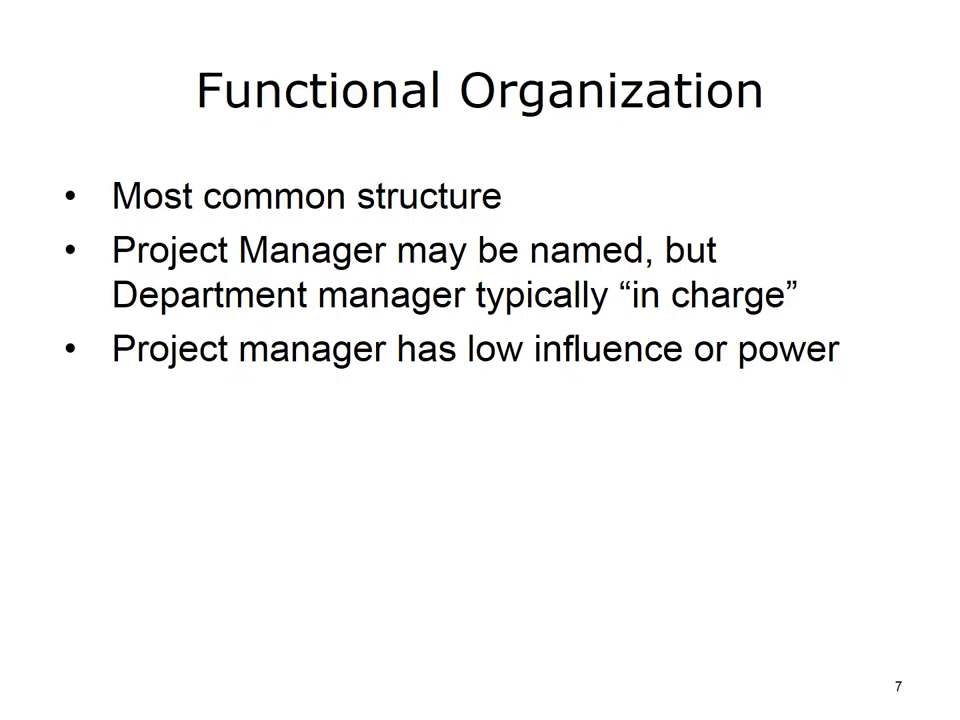 Functional Organization
• Most common structure
• Project Manager may be named, but
Department manager typically “in charge”
• Project manager has low influence or power
7